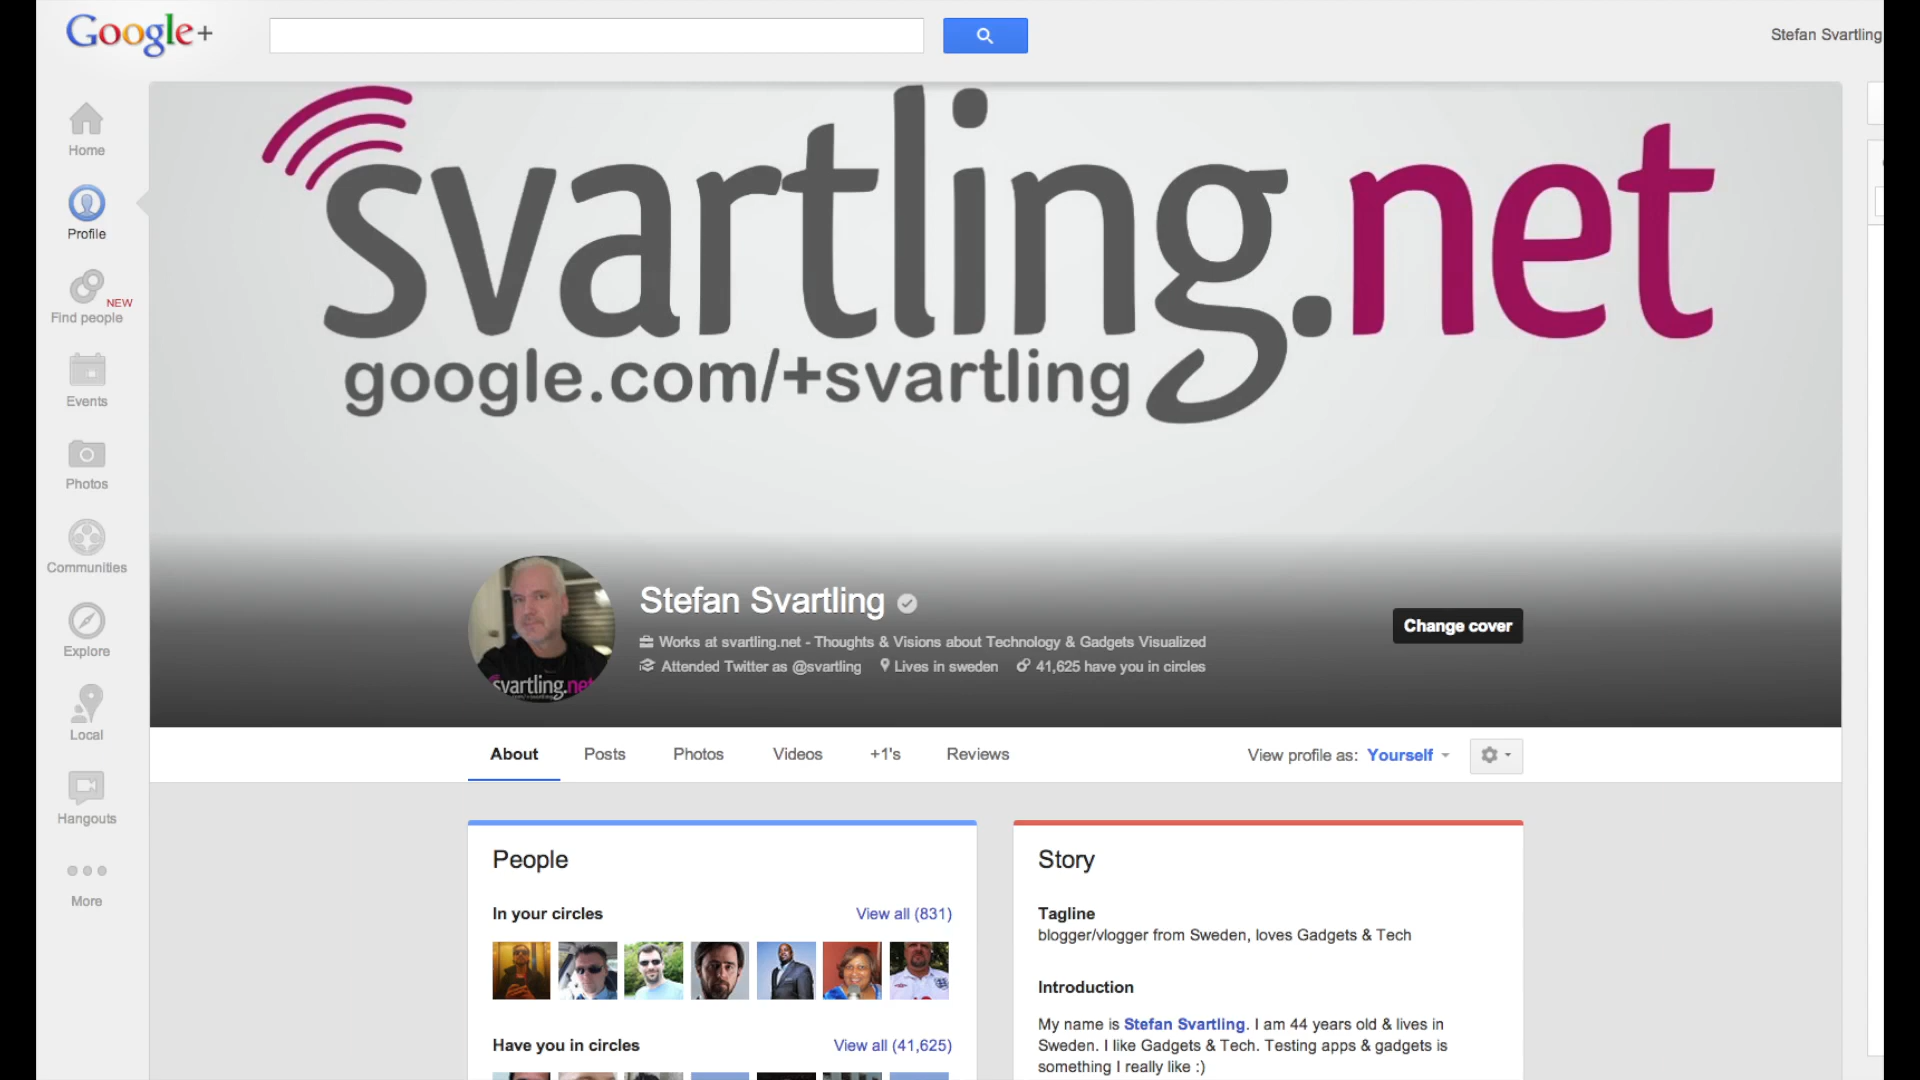 Google+
Stefan Svartling
svartling.net
google.com/+svartling
Home
Profile
NEW
Find people
Events
Photos
Communities
Explore
Local
Hangouts
More
svartling.net
Stefan Svartling
Works at svartling.net - Thoughts & Visions about Technology & Gadgets Visualized
Attended Twitter as @svartling Lives in sweden 41,625 have you in circles
Change cover
About Posts Photos Videos +1's Reviews
View profile as: Yourself
People
In your circles View all (831)
Have you in circles View all (41,625)
Story
Tagline
blogger/vlogger from Sweden, loves Gadgets & Tech
Introduction
My name is Stefan Svartling. I am 44 years old & lives in
Sweden. I like Gadgets & Tech. Testing apps & gadgets is
something I really like :)